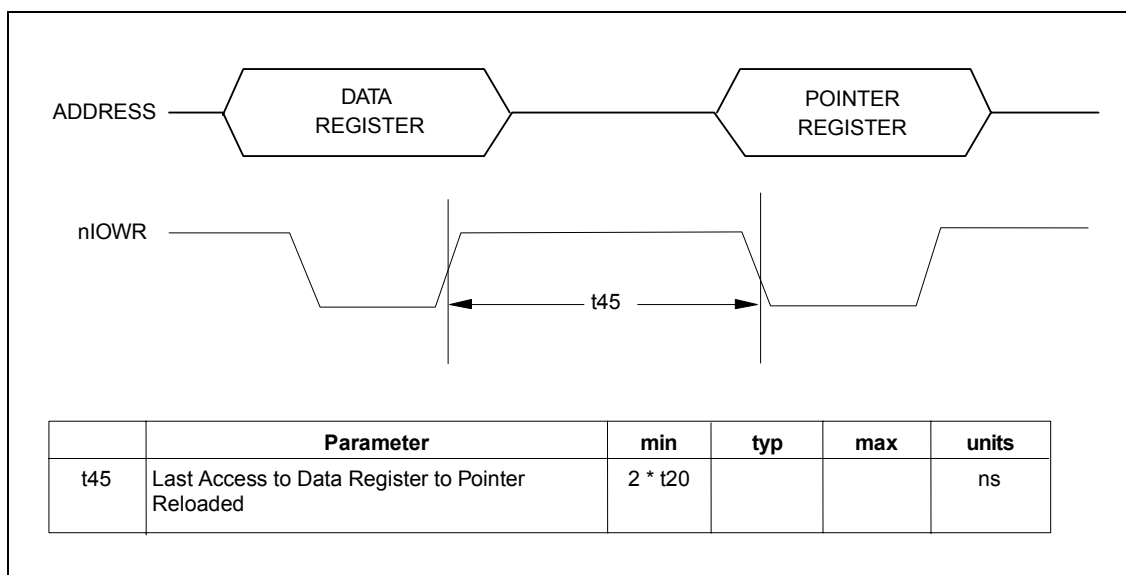 ADDRESS
DATA
REGISTER
POINTER
REGISTER
nIOWR
t45
Parameter min typ max units
t45 Last Access to Data Register to Pointer 2 * t20 ns
Reloaded